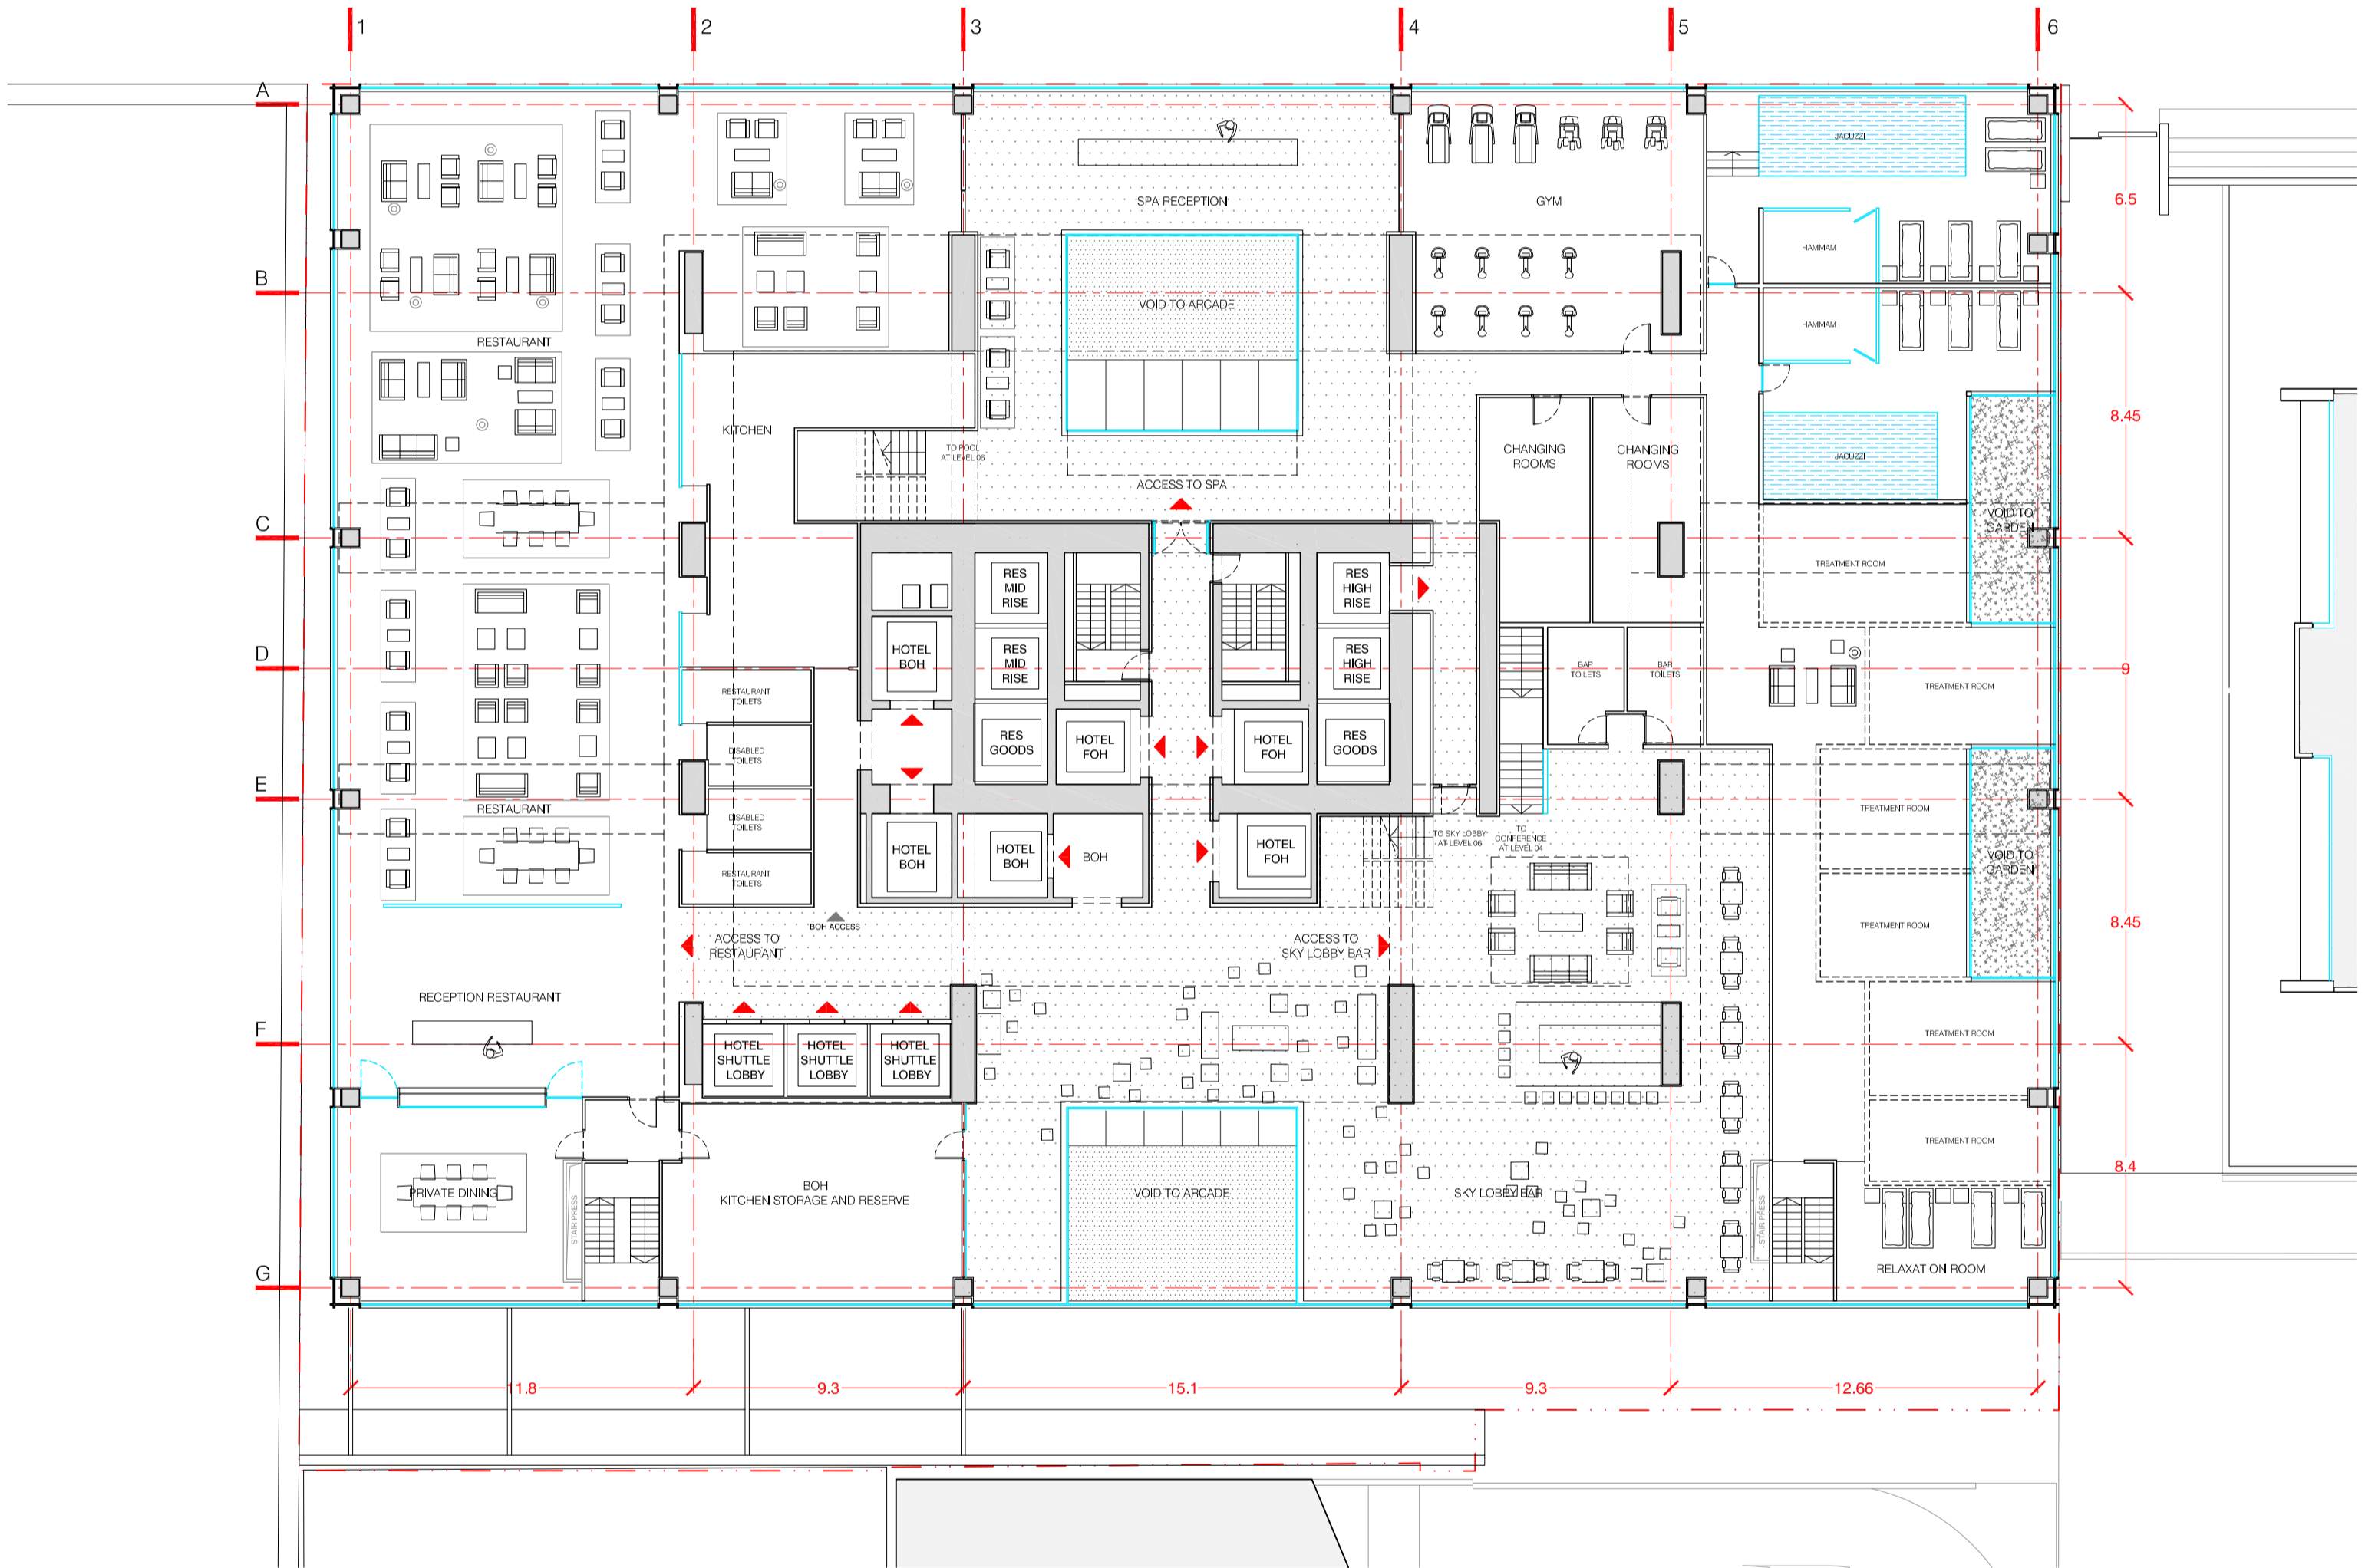 1
2
3
4
5
6
A
B
C
D
E
F
G
JACUZZI
SPA RECEPTION
GYM
6.5
HAMMAM
VOID TO ARCADE
HAMMAM
RESTAURANT
8.45
KITCHEN
TO POOL
AT LEVEL 06
CHANGING
ROOMS
CHANGING
ROOMS
JACUZZI
ACCESS TO SPA
VOID TO
GARDEN
TREATMENT ROOM
RES
MID
RISE
RES
HIGH
RISE
HOTEL
BOH
RES
MID
RISE
RES
HIGH
RISE
BAR
TOILETS
BAR
TOILETS
9
RESTAURANT
TOILETS
TREATMENT ROOM
RES
GOODS
HOTEL
FOH
HOTEL
FOH
RES
GOODS
DISABLED
TOILETS
RESTAURANT
TREATMENT ROOM
DISABLED
TOILETS
TO SKY LOBBY
AT LEVEL 06
TO
CONFERENCE
AT LEVEL 04
HOTEL
BOH
HOTEL
BOH
BOH
HOTEL
FOH
VOID TO
GARDEN
RESTAURANT
TOILETS
BOH ACCESS
TREATMENT ROOM
8.45
ACCESS TO
RESTAURANT
ACCESS TO
SKY LOBBY BAR
RECEPTION RESTAURANT
TREATMENT ROOM
HOTEL
SHUTTLE
LOBBY
HOTEL
SHUTTLE
LOBBY
HOTEL
SHUTTLE
LOBBY
TREATMENT ROOM
8.4
PRIVATE DINING
STAIR PRESS
BOH
KITCHEN STORAGE AND RESERVE
VOID TO ARCADE
SKY LOBBY BAR
STAIR PRESS
RELAXATION ROOM
11.8
9.3
15.1
9.3
12.66